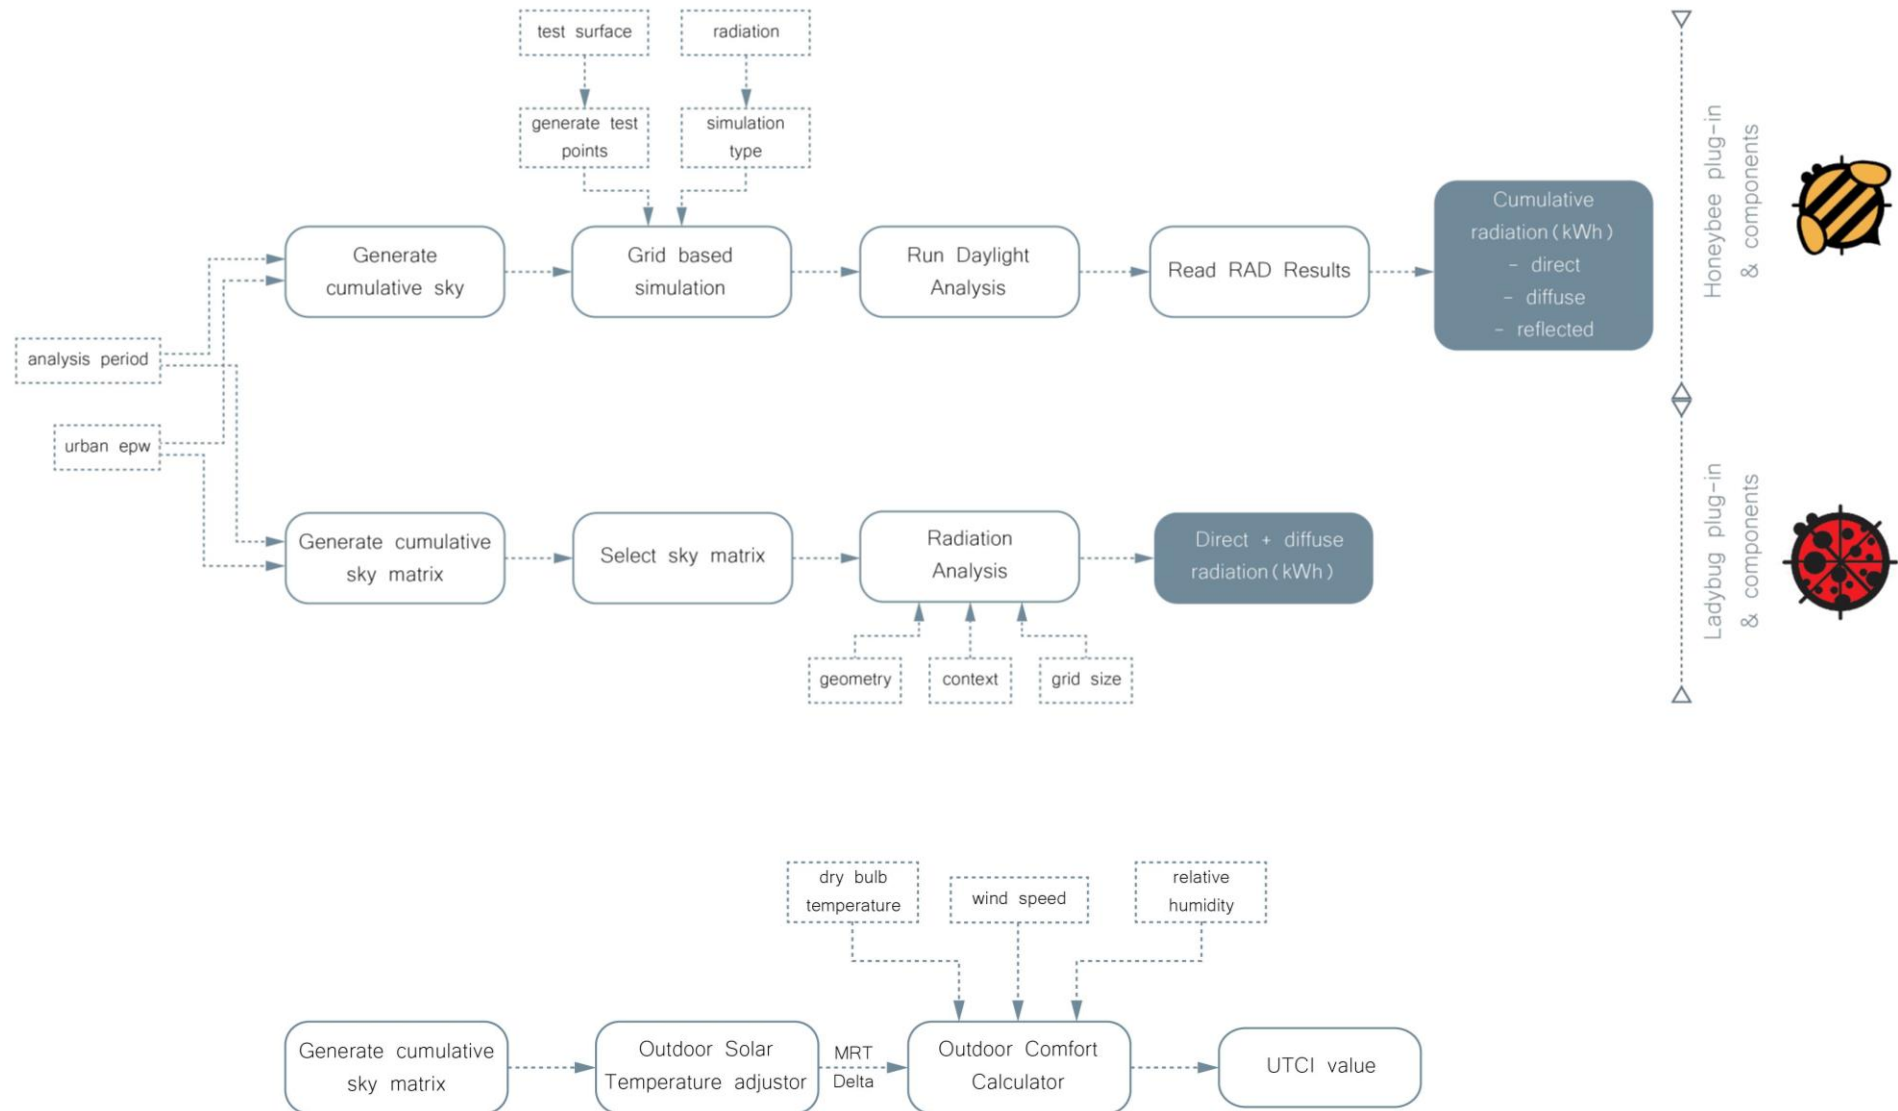 test surface
radiation
generate test
points
simulation
type
Generate
cumulative sky
Grid based
simulation
Run Daylight
Analysis
Read RAD Results
Cumulative
radiation(kWh)
- direct
- diffuse
- reflected
Honeybee plug-in
& components
analysis period
urban epw
Generate cumulative
sky matrix
Select sky matrix
Radiation
Analysis
Direct + diffuse
radiation(kWh)
geometry
context
grid size
Ladybug plug-in
& components
dry bulb
temperature
wind speed
relative
humidity
Generate cumulative
sky matrix
Outdoor Solar
Temperature adjustor
MRT
Delta
Outdoor Comfort
Calculator
UTCI value